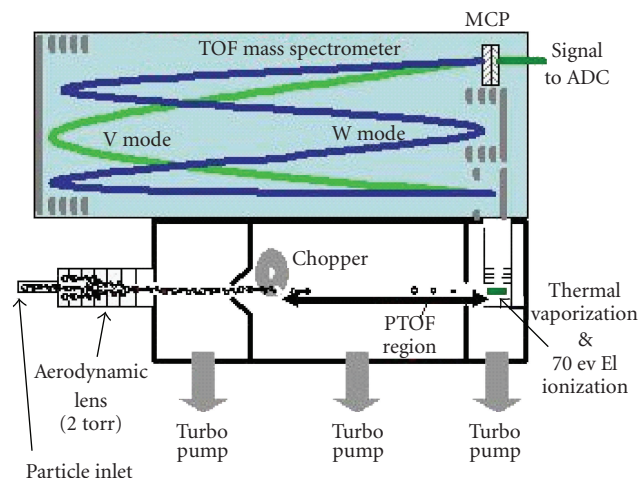 MCP
TOF mass spectrometer
Signal
to ADC
V mode
W mode
Chopper
PTOF
region
Thermal
vaporization
&
70 ev El
ionization
Aerodynamic
lens
(2 torr)
Particle inlet
Turbo
pump
Turbo
pump
Turbo
pump